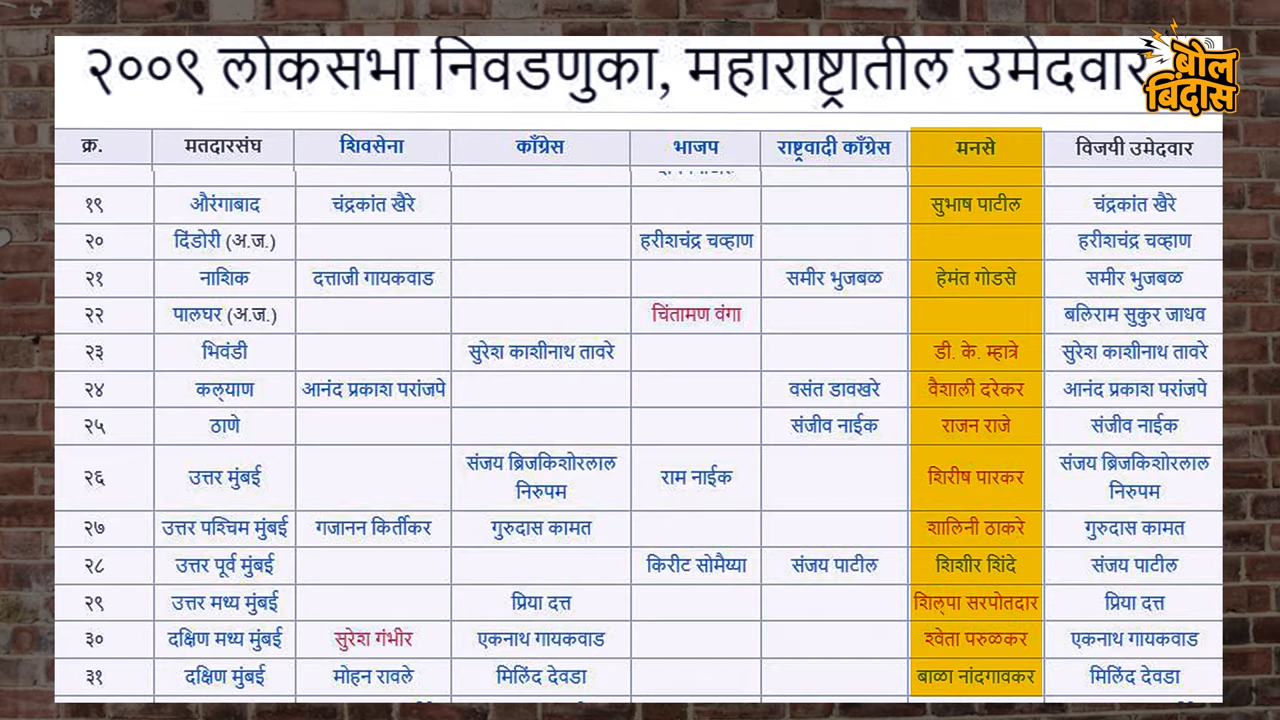 २००९ लोकसभा निवडणुका, महाराष्ट्रातील उमेदवार
बोल
बिंदास
क्र. मतदारसंघ शिवसेना काँग्रेस भाजप राष्ट्रवादी काँग्रेस मनसे विजयी उमेदवार
१९ औरंगाबाद चंद्रकांत खैरे सुभाष पाटील चंद्रकांत खैरे
२० दिंडोरी (अ.ज.) हरीशचंद्र चव्हाण हरीशचंद्र चव्हाण
२१ नाशिक दत्ताजी गायकवाड समीर भुजबळ हेमंत गोडसे समीर भुजबळ
२२ पालघर (अ.ज.) चिंतामण वंगा बलिराम सुकुर जाधव
२३ भिवंडी सुरेश काशीनाथ तावरे डी. के. म्हात्रे सुरेश काशीनाथ तावरे
२४ कल्याण आनंद प्रकाश परांजपे वसंत डावखरे वैशाली दरेकर आनंद प्रकाश परांजपे
२५ ठाणे संजीव नाईक राजन राजे संजीव नाईक
२६ उत्तर मुंबई संजय ब्रिजकिशोरलाल निरुपम राम नाईक शिरीष पारकर संजय ब्रिजकिशोरलाल निरुपम
२७ उत्तर पश्चिम मुंबई गजानन किर्तीकर गुरुदास कामत शालिनी ठाकरे गुरुदास कामत
२८ उत्तर पूर्व मुंबई किरीट सोमैय्या संजय पाटील शिशीर शिंदे संजय पाटील
२९ उत्तर मध्य मुंबई प्रिया दत्त शिल्पा सरपोतदार प्रिया दत्त
३० दक्षिण मध्य मुंबई सुरेश गंभीर एकनाथ गायकवाड श्वेता परुळकर एकनाथ गायकवाड
३१ दक्षिण मुंबई मोहन रावले मिलिंद देवडा बाळा नांदगावकर मिलिंद देवडा